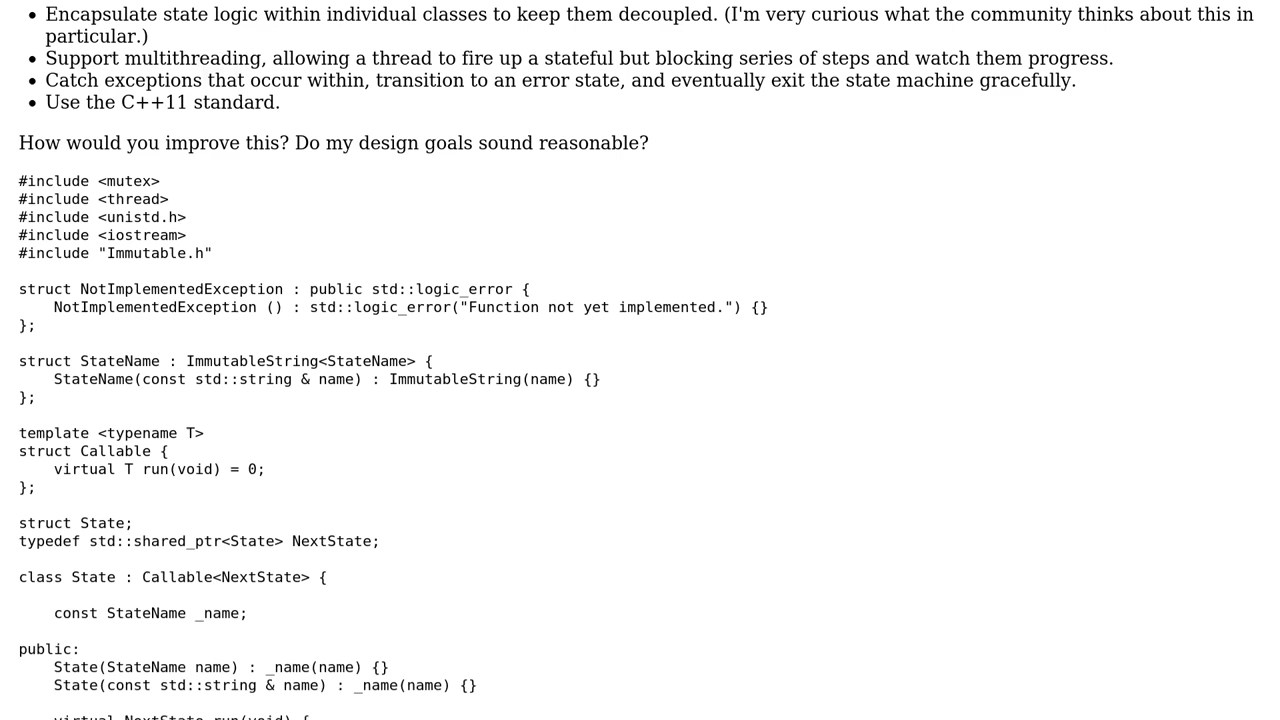 Encapsulate state logic within individual classes to keep them decoupled. (I'm very curious what the community thinks about this in
particular.)
Support multithreading, allowing a thread to fire up a stateful but blocking series of steps and watch them progress.
Catch exceptions that occur within, transition to an error state, and eventually exit the state machine gracefully.
Use the C++11 standard.
How would you improve this? Do my design goals sound reasonable?
#include <mutex>
#include <thread>
#include <unistd.h>
#include <iostream>
#include "Immutable.h"
struct NotImplementedException : public std::logic_error {
    NotImplementedException () : std::logic_error("Function not yet implemented.") {}
};
struct StateName : ImmutableString<StateName> {
    StateName(const std::string & name) : ImmutableString(name) {}
};
template <typename T>
struct Callable {
    virtual T run(void) = 0;
};
struct State;
typedef std::shared_ptr<State> NextState;
class State : Callable<NextState> {
    const StateName _name;
public:
    State(StateName name) : _name(name) {}
    State(const std::string & name) : _name(name) {}
    virtual NextState run(void) {